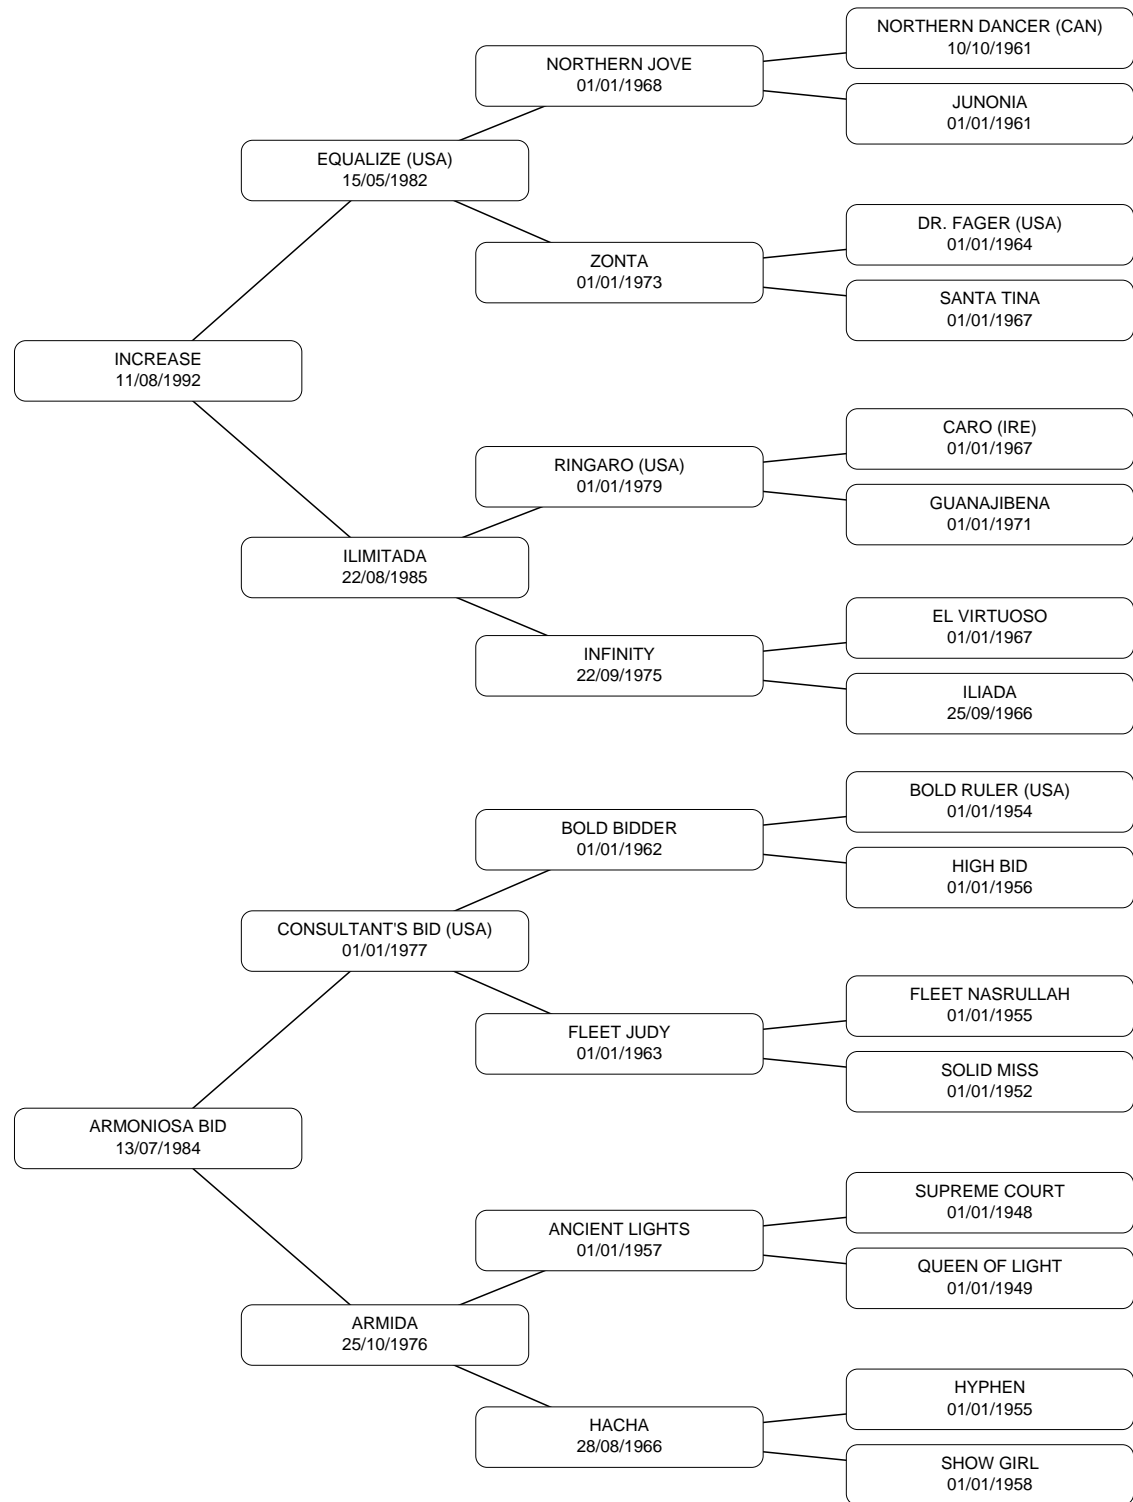 NORTHERN DANCER (CAN)
10/10/1961
NORTHERN JOVE
01/01/1968
JUNONIA
01/01/1961
EQUALIZE (USA)
15/05/1982
DR. FAGER (USA)
01/01/1964
ZONTA
01/01/1973
SANTA TINA
01/01/1967
INCREASE
11/08/1992
CARO (IRE)
01/01/1967
RINGARO (USA)
01/01/1979
GUANAJIBENA
01/01/1971
ILIMITADA
22/08/1985
EL VIRTUOSO
01/01/1967
INFINITY
22/09/1975
ILIADA
25/09/1966
BOLD RULER (USA)
01/01/1954
BOLD BIDDER
01/01/1962
HIGH BID
01/01/1956
CONSULTANT'S BID (USA)
01/01/1977
FLEET NASRULLAH
01/01/1955
FLEET JUDY
01/01/1963
SOLID MISS
01/01/1952
ARMONIOSA BID
13/07/1984
SUPREME COURT
01/01/1948
ANCIENT LIGHTS
01/01/1957
QUEEN OF LIGHT
01/01/1949
ARMIDA
25/10/1976
HYPHEN
01/01/1955
HACHA
28/08/1966
SHOW GIRL
01/01/1958